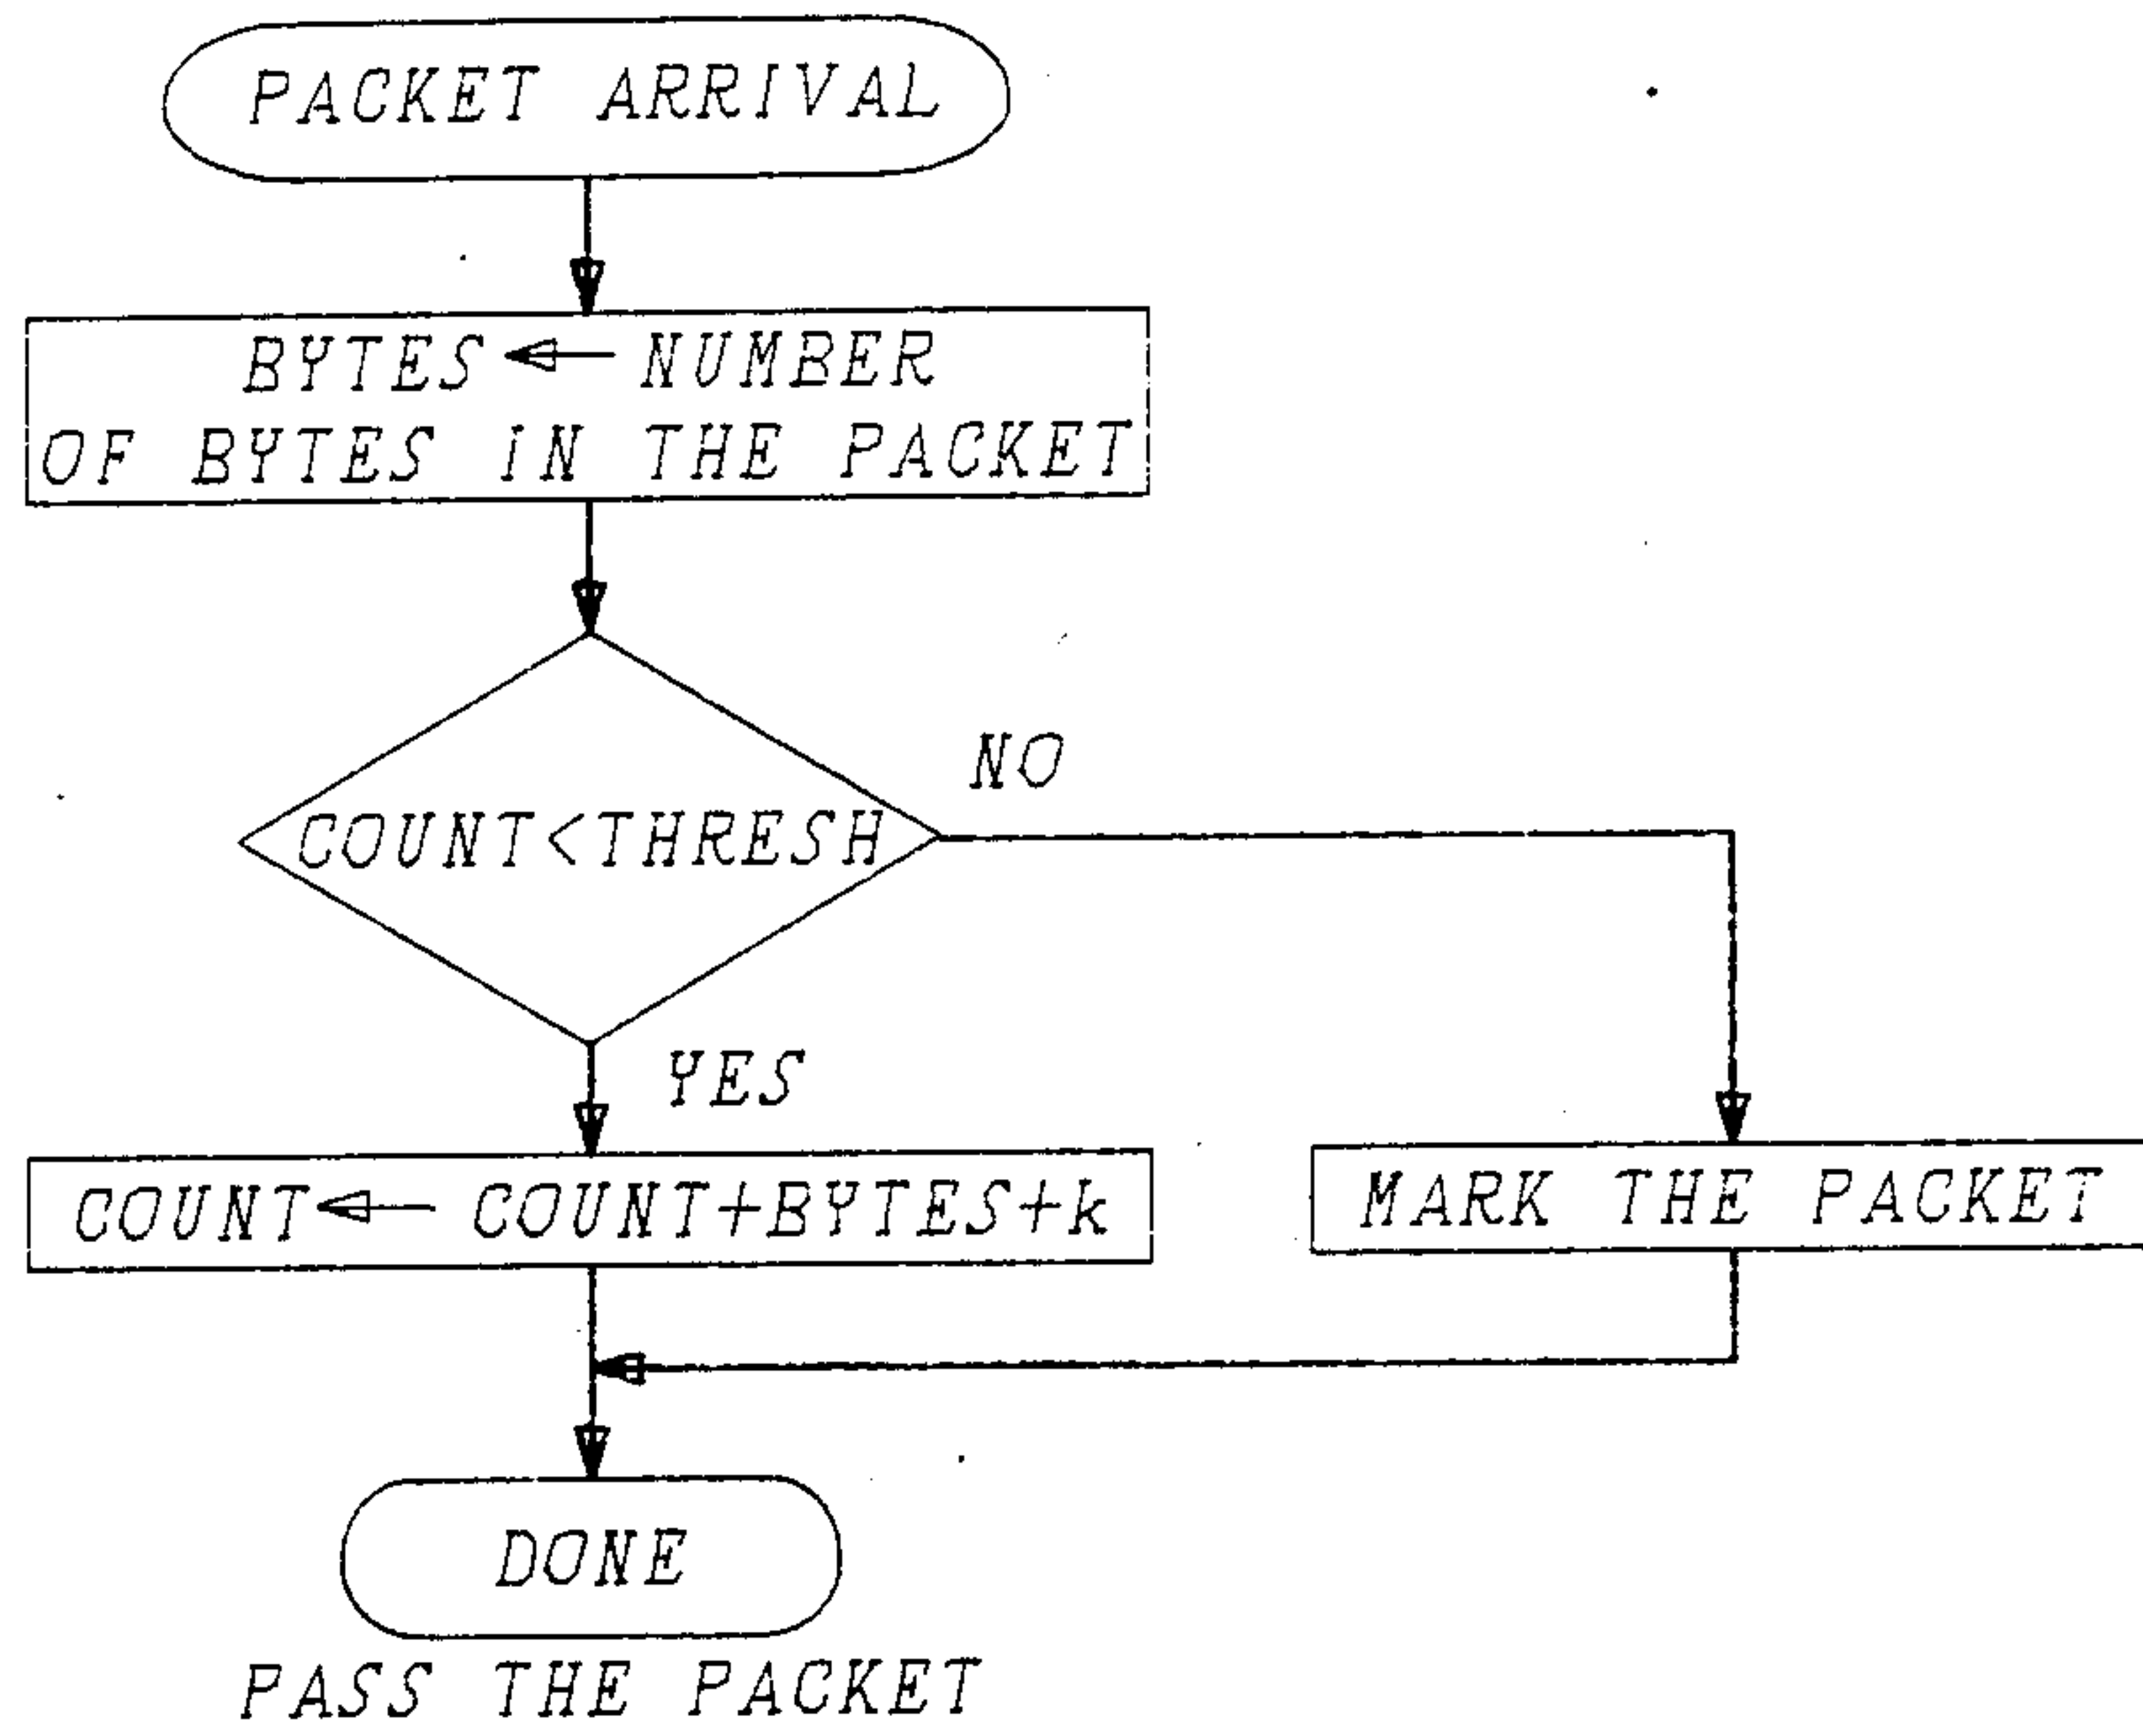 PACKET ARRIVAL
BYTES ← NUMBER
OF BYTES IN THE PACKET
COUNT<THRESH
NO
YES
COUNT ← COUNT+BYTES+k
MARK THE PACKET
DONE
PASS THE PACKET